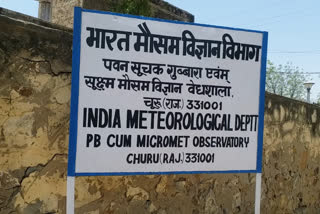 भारत मौसम विज्ञान विभाग
पवन सूचक गुब्बारा एवंम्
सूक्ष्म मौसम विज्ञान वेधशाला,
चूरू (राज.) 331001
INDIA METEOROLOGICAL DEPTT
PB CUM MICROMET OBSERVATORY
CHURU (RAJ.) 331001